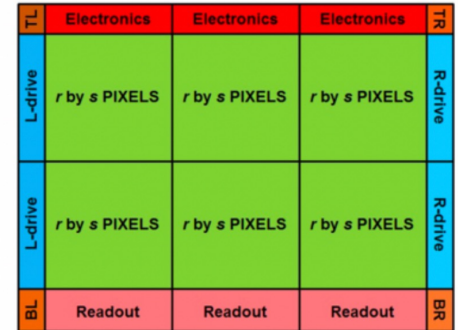 TL Electronics Electronics Electronics TR
L-drive r by s PIXELS r by s PIXELS r by s PIXELS R-drive
L-drive r by s PIXELS r by s PIXELS r by s PIXELS R-drive
BL Readout Readout Readout BR